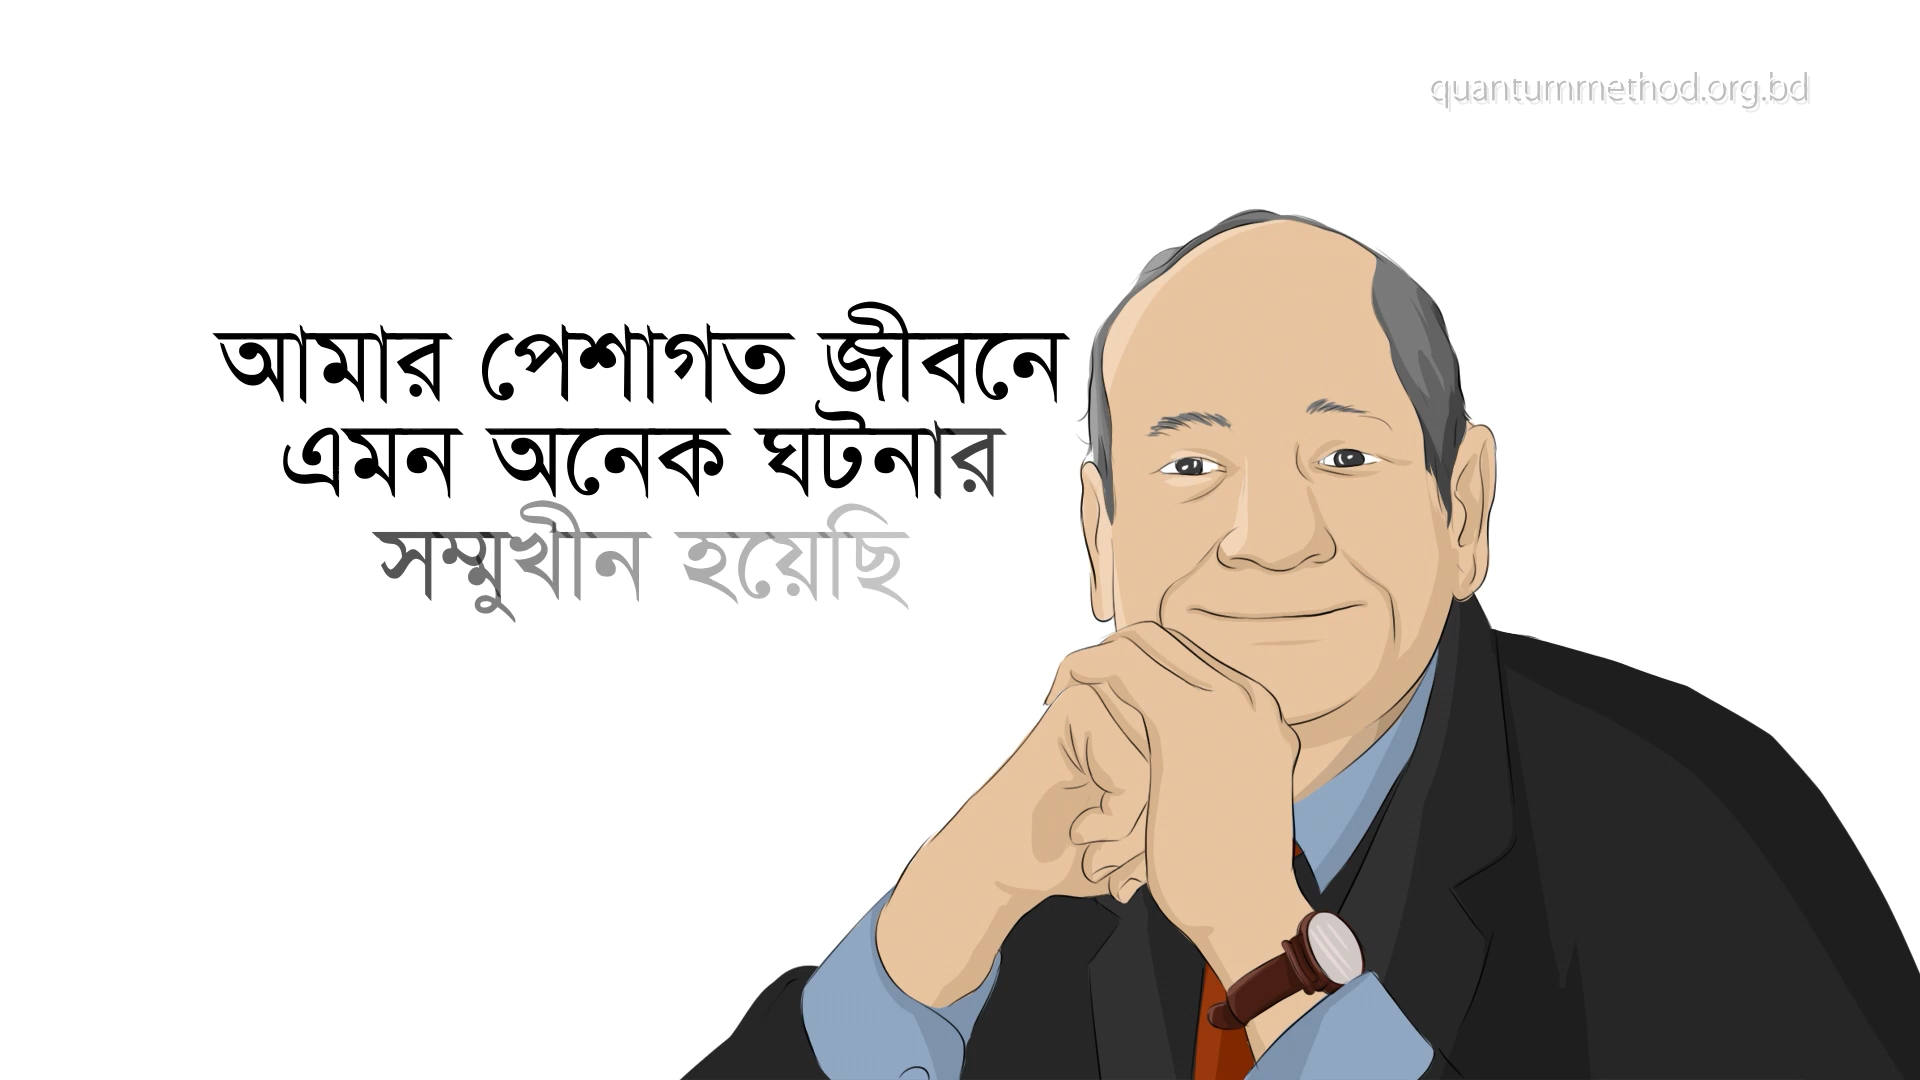 quantummethod.org.bd
আমার পেশাগত জীবনে
এমন অনেক ঘটনার
সম্মুখীন হয়েছি